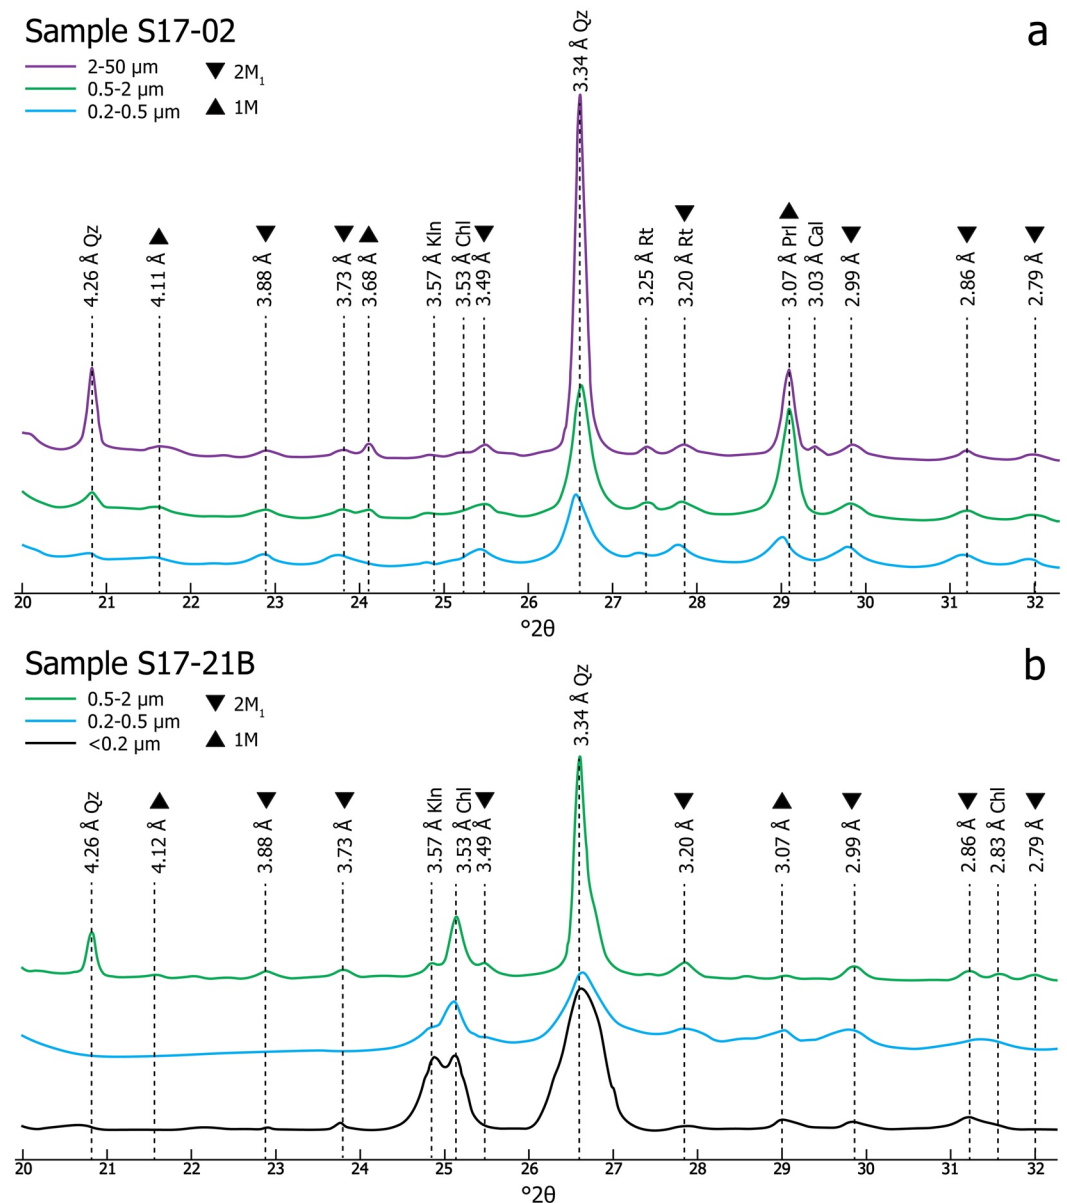 Sample S17-02
a
2-50 µm
2M1
0.5-2 µm
0.2-0.5 µm
1M
4.26 Å Qz
4.11 Å
3.88 Å
3.73 Å
3.68 Å
3.57 Å Kln
3.53 Å Chl
3.49 Å
3.34 Å Qz
3.25 Å Rt
3.20 Å Rt
3.07 Å Prl
3.03 Å Cal
2.99 Å
2.86 Å
2.79 Å
20 21 22 23 24 25 26 27 28 29 30 31 32
°2θ
Sample S17-21B
b
0.5-2 µm
2M1
0.2-0.5 µm
<0.2 µm
1M
4.26 Å Qz
4.12 Å
3.88 Å
3.73 Å
3.57 Å Kln
3.53 Å Chl
3.49 Å
3.34 Å Qz
3.20 Å
3.07 Å
2.99 Å
2.86 Å
2.83 Å Chl
2.79 Å
20 21 22 23 24 25 26 27 28 29 30 31 32
°2θ